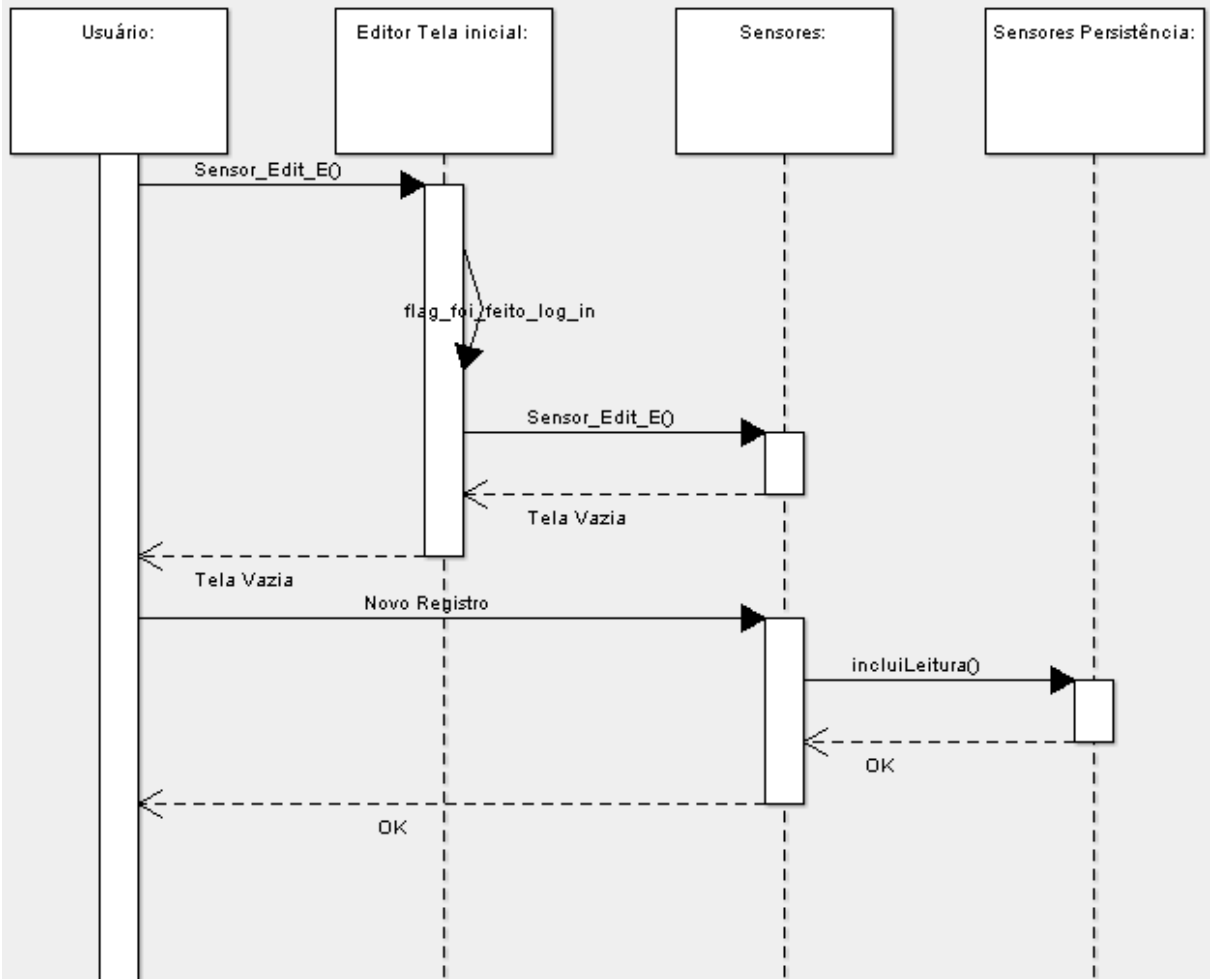 Usuário:
Editor Tela inicial:
Sensores:
Sensores Persistência:
Sensor_Edit_E()
flag_foi_feito_log_in
Sensor_Edit_E()
Tela Vazia
Tela Vazia
Novo Registro
incluiLeitura()
OK
OK